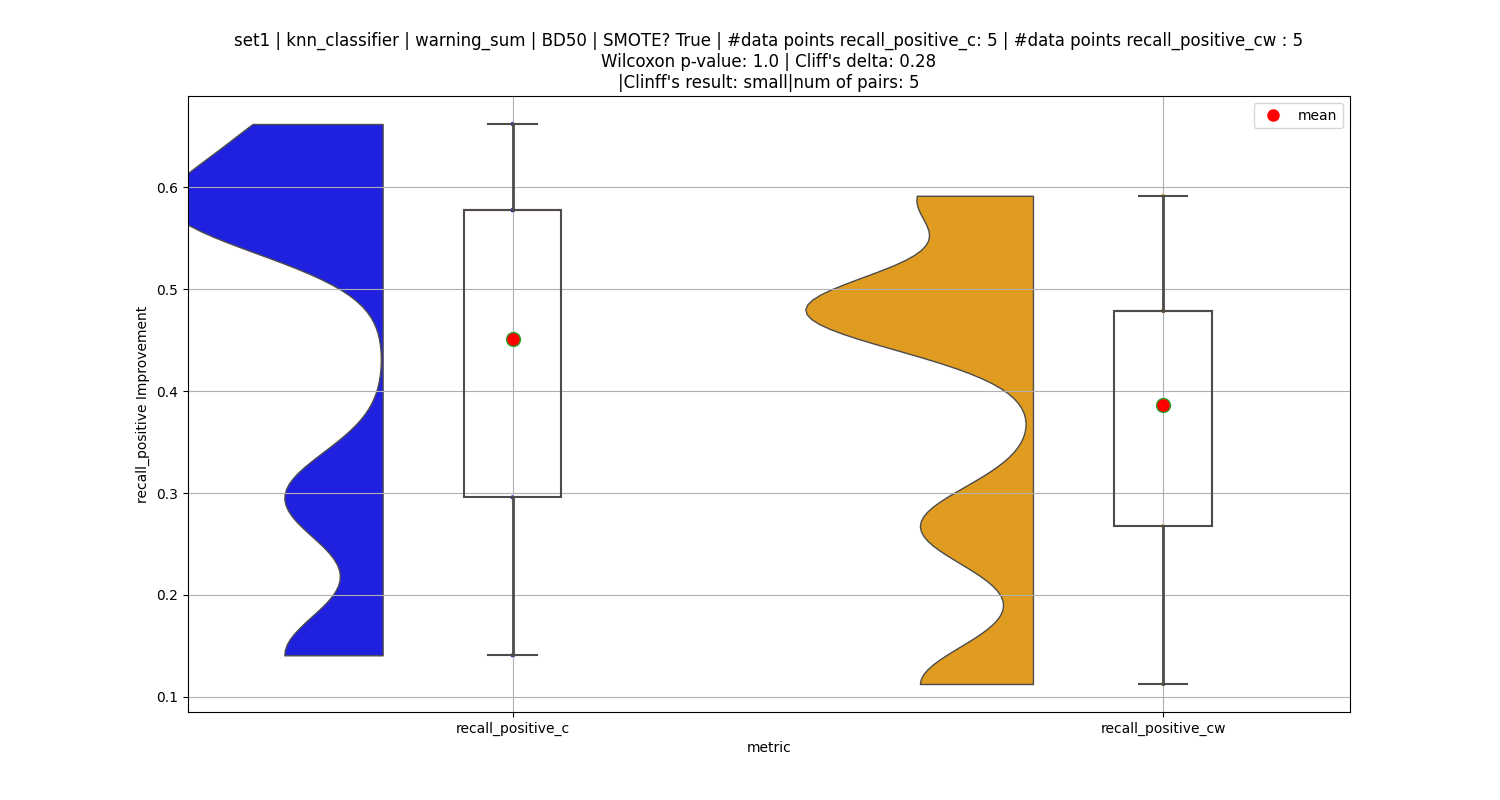 set1 | knn_classifier | warning_sum | BD50 | SMOTE? True | #data points recall_positive_c: 5 | #data points recall_positive_cw : 5
Wilcoxon p-value: 1.0 | Cliff's delta: 0.28
|Clinff's result: small|num of pairs: 5
mean
recall_positive Improvement
0.6
0.5
0.4
0.3
0.2
0.1
recall_positive_c
recall_positive_cw
metric